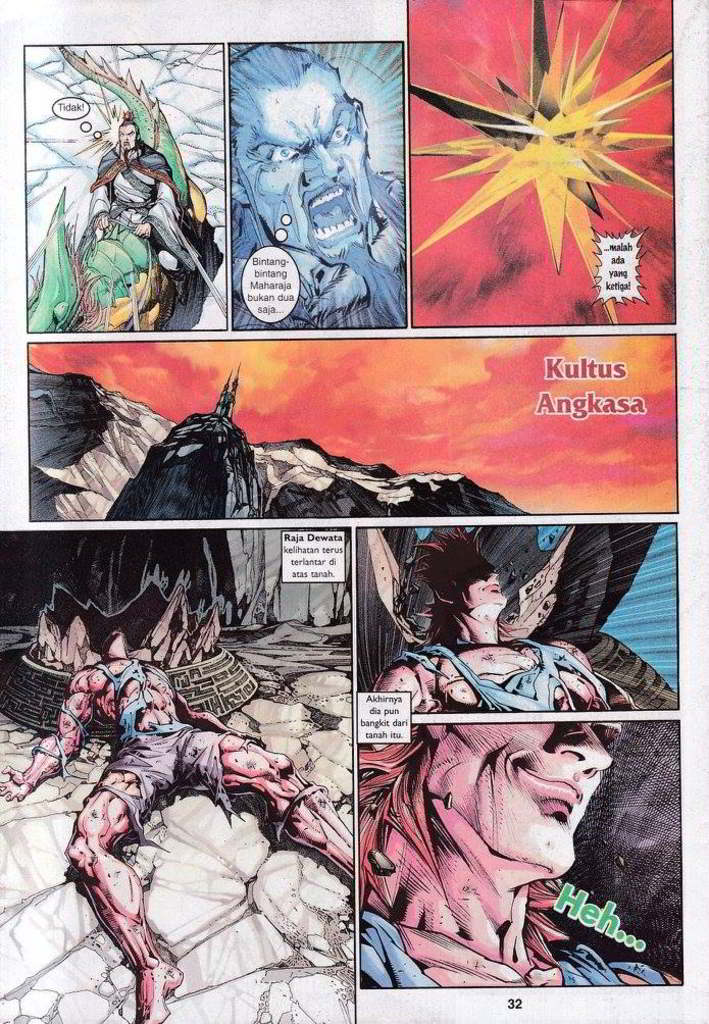 Tidak!
Bintang-
bintang
Maharaja
bukan dua
saja...
...malah
ada
yang
ketiga!
Kultus
Angkasa
Raja Dewata
kelihatan terus
terlantar di
atas tanah.
Akhirnya
dia pun
bangkit dari
tanah itu.
Heh...
32